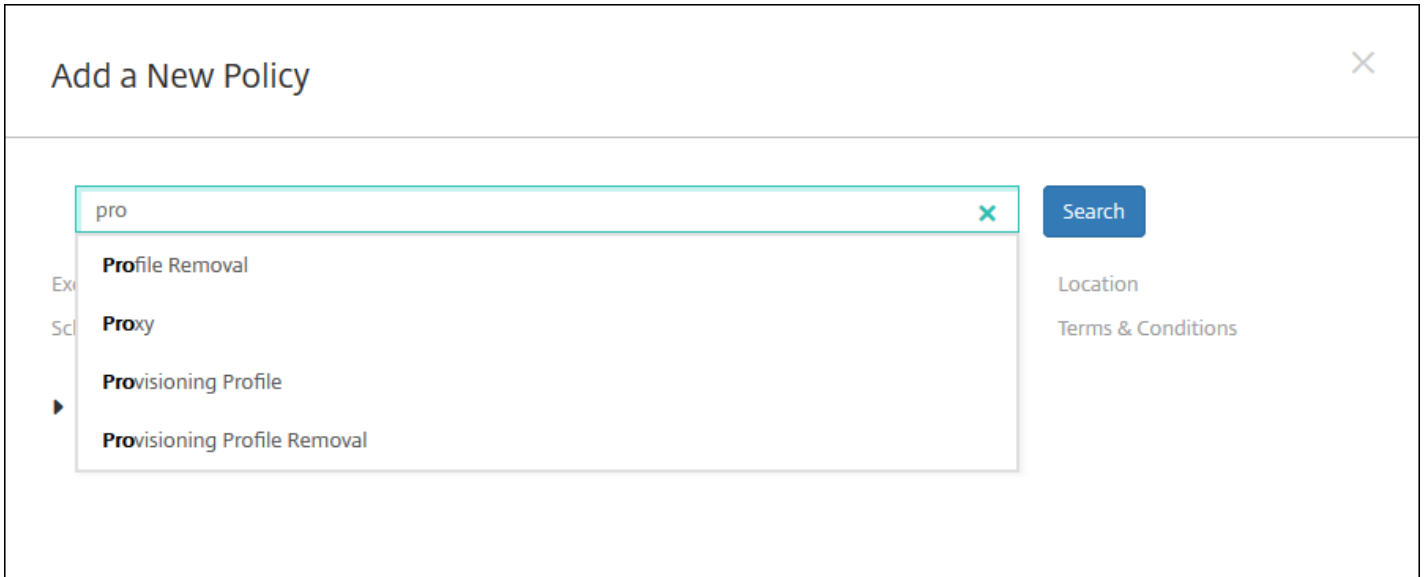 Add a New Policy
pro
Search
Profile Removal
Proxy
Provisioning Profile
Provisioning Profile Removal
Location
Terms & Conditions